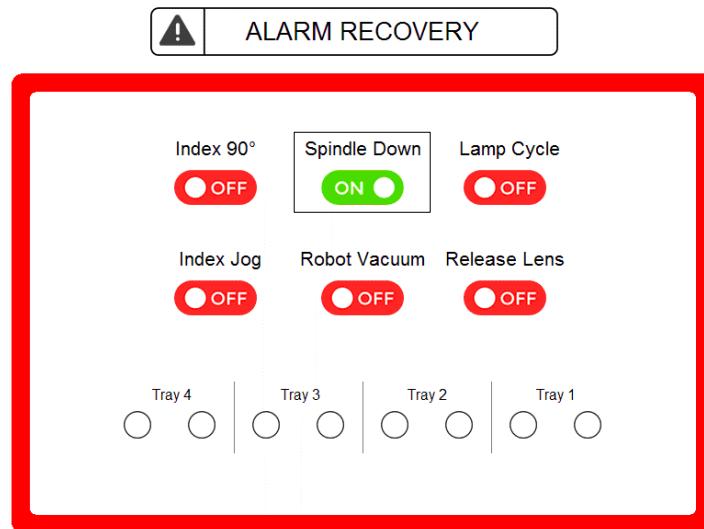 ALARM RECOVERY
Index 90° Spindle Down Lamp Cycle
OFF ON OFF
Index Jog Robot Vacuum Release Lens
OFF OFF OFF
Tray 4 Tray 3 Tray 2 Tray 1